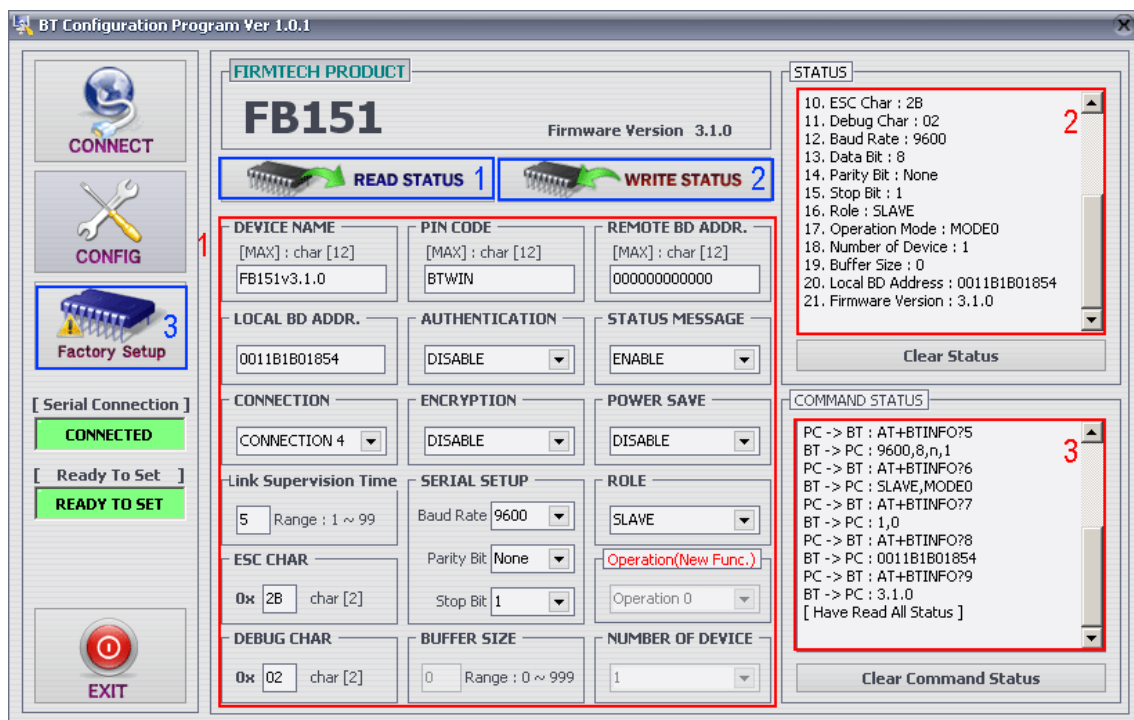 BT Configuration Program Ver 1.0.1
CONNECT
CONFIG
1
3
Factory Setup
[ Serial Connection ]
CONNECTED
[ Ready To Set ]
READY TO SET
EXIT
FIRMTECH PRODUCT
FB151
Firmware Version 3.1.0
READ STATUS 1
WRITE STATUS 2
DEVICE NAME
[MAX] : char [12]
FB151v3.1.0
PIN CODE
[MAX] : char [12]
BTWIN
REMOTE BD ADDR.
[MAX] : char [12]
000000000000
LOCAL BD ADDR.
0011B1B01854
AUTHENTICATION
DISABLE
STATUS MESSAGE
ENABLE
CONNECTION
CONNECTION 4
ENCRYPTION
DISABLE
POWER SAVE
DISABLE
Link Supervision Time
5 Range : 1 ~ 99
SERIAL SETUP
Baud Rate 9600
Parity Bit None
Stop Bit 1
ROLE
SLAVE
ESC CHAR
0x 2B char [2]
Operation(New Func.)
Operation 0
DEBUG CHAR
0x 02 char [2]
BUFFER SIZE
0 Range : 0 ~ 999
NUMBER OF DEVICE
1
STATUS
2
10. ESC Char : 2B
11. Debug Char : 02
12. Baud Rate : 9600
13. Data Bit : 8
14. Parity Bit : None
15. Stop Bit : 1
16. Role : SLAVE
17. Operation Mode : MODE0
18. Number of Device : 1
19. Buffer Size : 0
20. Local BD Address : 0011B1B01854
21. Firmware Version : 3.1.0
Clear Status
COMMAND STATUS
3
PC -> BT : AT+BTINFO?5
BT -> PC : 9600,8,n,1
PC -> BT : AT+BTINFO?6
BT -> PC : SLAVE,MODE0
PC -> BT : AT+BTINFO?7
BT -> PC : 1,0
PC -> BT : AT+BTINFO?8
BT -> PC : 0011B1B01854
PC -> BT : AT+BTINFO?9
BT -> PC : 3.1.0
[ Have Read All Status ]
Clear Command Status